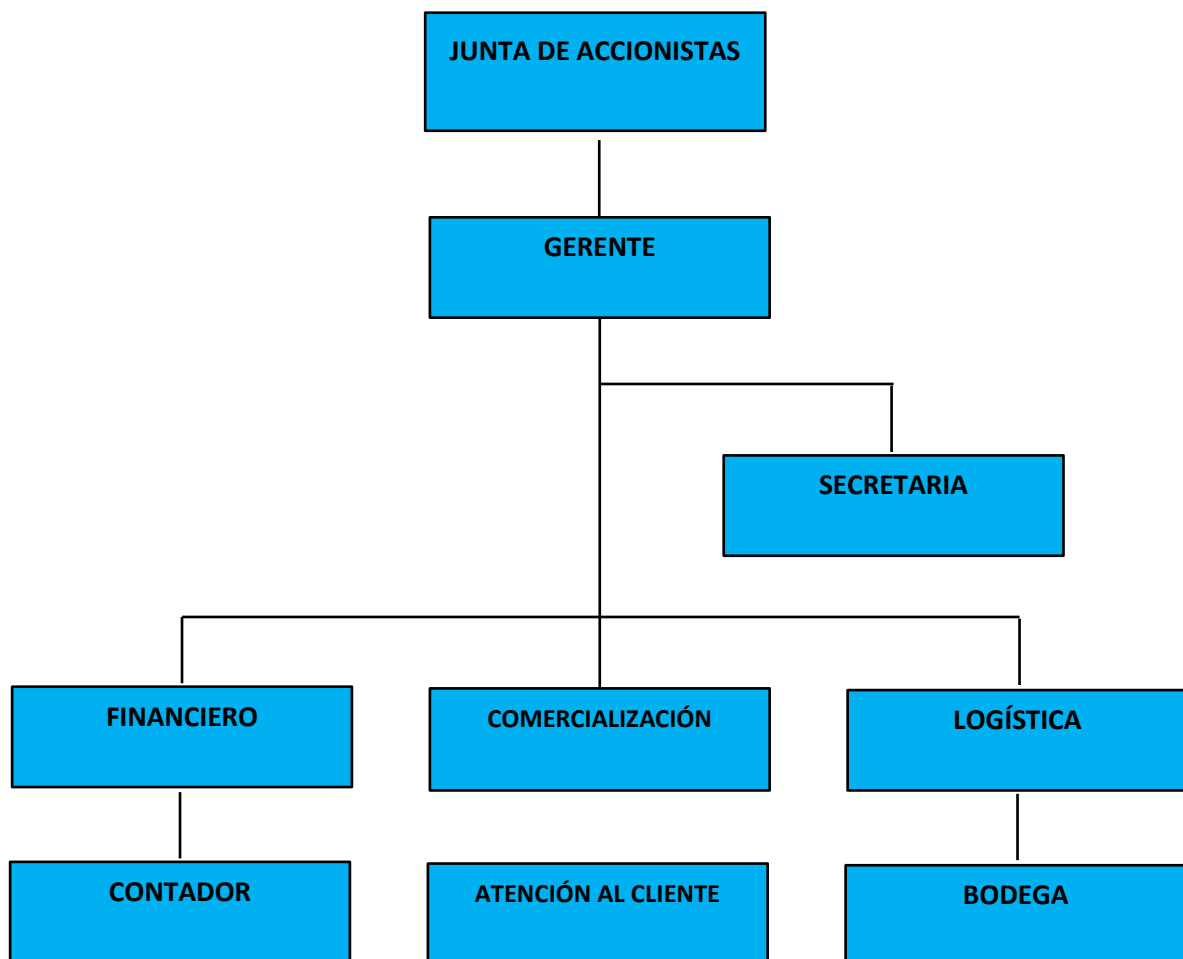 JUNTA DE ACCIONISTAS
GERENTE
SECRETARIA
FINANCIERO
COMERCIALIZACIÓN
LOGÍSTICA
CONTADOR
ATENCIÓN AL CLIENTE
BODEGA